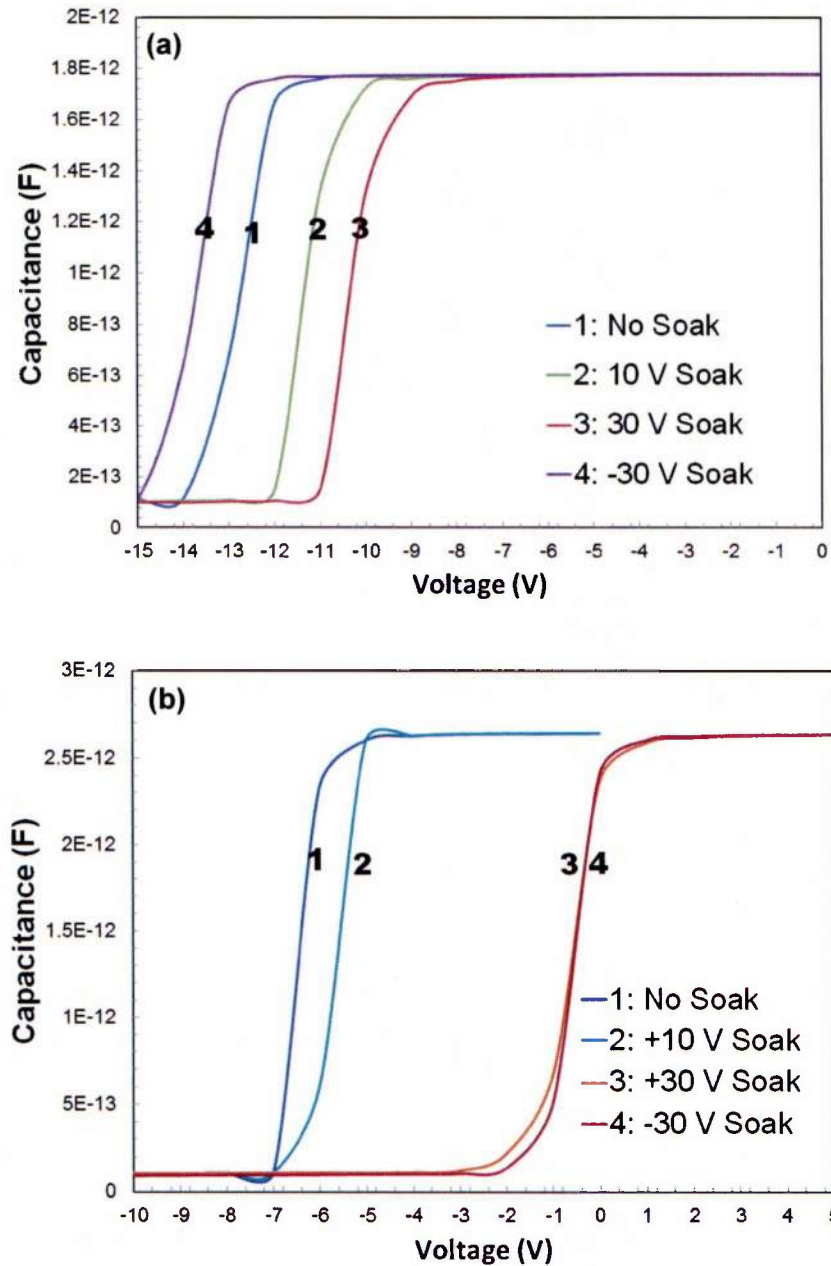 (a)
2E-12
1.8E-12
1.6E-12
1.4E-12
1.2E-12
1E-12
8E-13
6E-13
4E-13
2E-13
0
Capacitance (F)
4 1 2 3
1: No Soak
2: 10 V Soak
3: 30 V Soak
4: -30 V Soak
-15 -14 -13 -12 -11 -10 -9 -8 -7 -6 -5 -4 -3 -2 -1 0
Voltage (V)
(b)
3E-12
2.5E-12
2E-12
1.5E-12
1E-12
5E-13
0
Capacitance (F)
1 2 3 4
1: No Soak
2: +10 V Soak
3: +30 V Soak
4: -30 V Soak
-10 -9 -8 -7 -6 -5 -4 -3 -2 -1 0 1 2 3 4 5
Voltage (V)